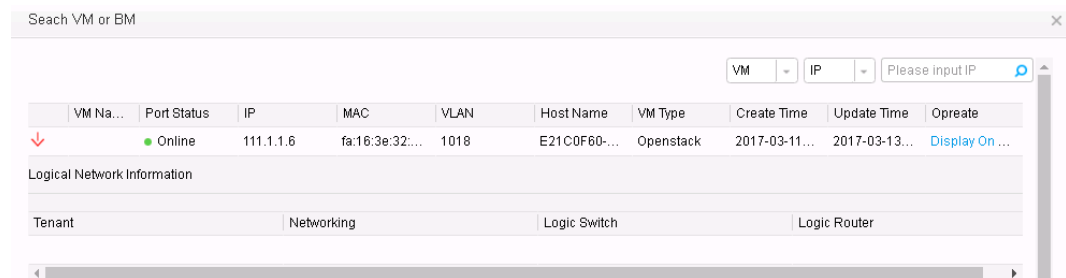 Seach VM or BM
VM IP Please input IP
VM Na... Port Status IP MAC VLAN Host Name VM Type Create Time Update Time Opreate
Online 111.1.1.6 fa:16:3e:32:... 1018 E21C0F60-... Openstack 2017-03-11... 2017-03-13... Display On ...
Logical Network Information
Tenant Networking Logic Switch Logic Router